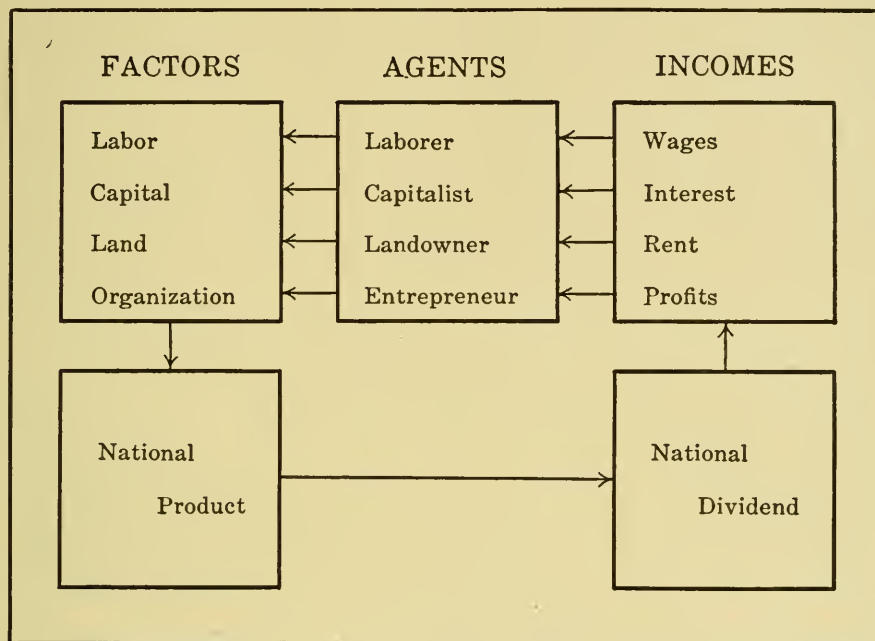 FACTORS
AGENTS
INCOMES
Labor
Capital
Land
Organization
Laborer
Capitalist
Landowner
Entrepreneur
Wages
Interest
Rent
Profits
National
Product
National
Dividend